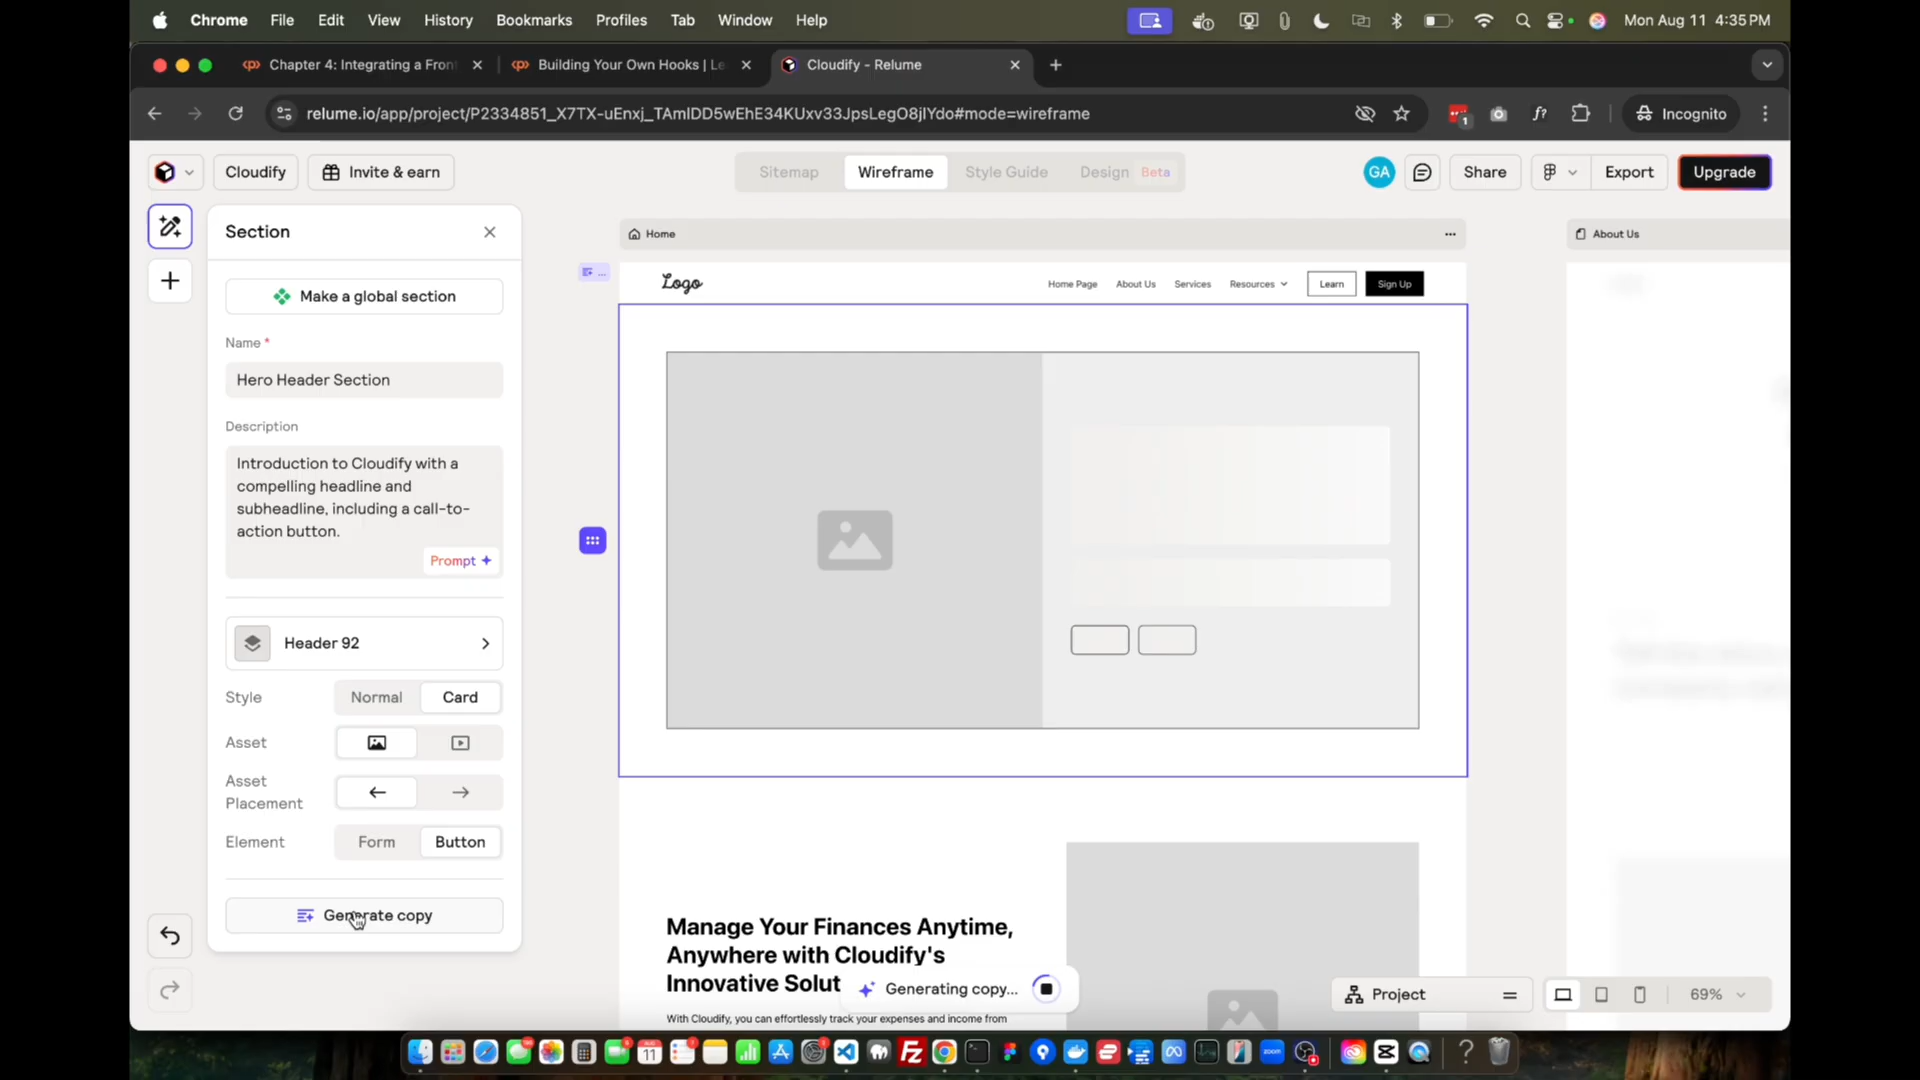 Chrome File Edit View History Bookmarks Profiles Tab Window Help Mon Aug 11 4:35 PM
Chapter 4: Integrating a Fron
Building Your Own Hooks | Le
Cloudify - Relume
relume.io/app/project/P2334851_X7TX-uEnxj_TAmIDD5wEhE34KUxv33JpsLegO8jlYdo#mode=wireframe
1
f?
Incognito
Cloudify
Invite & earn
Sitemap
Wireframe
Style Guide
Design Beta
GA
Share
Export
Upgrade
Section
Make a global section
Name *
Hero Header Section
Description
Introduction to Cloudify with a
compelling headline and
subheadline, including a call-to-
action button.
Prompt
Header 92
Style
Normal
Card
Asset
Asset
Placement
Element
Form
Button
Generate copy
Home
...
About Us
Logo
Home Page
About Us
Services
Resources
Learn
Sign Up
Manage Your Finances Anytime,
Anywhere with Cloudify's
Innovative Solut
With Cloudify, you can effortlessly track your expenses and income from
Generating copy...
Project
69%
AUG
11
zoom